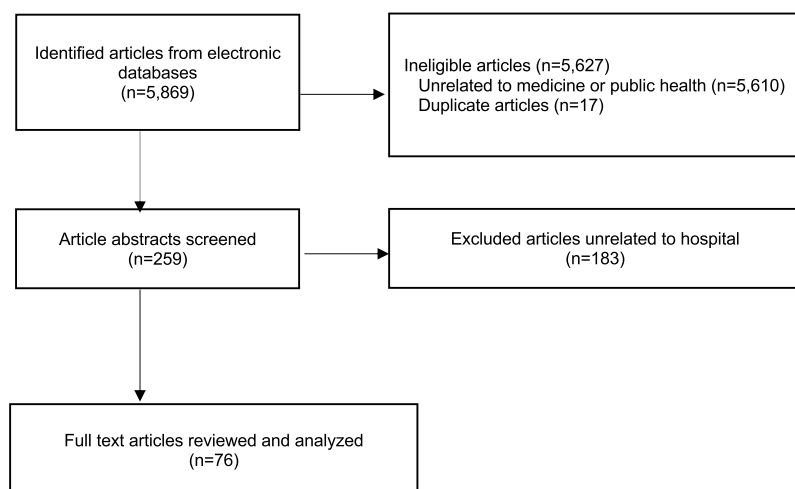 Identified articles from electronic
databases
(n=5,869)
Ineligible articles (n=5,627)
Unrelated to medicine or public health (n=5,610)
Duplicate articles (n=17)
Article abstracts screened
(n=259)
Excluded articles unrelated to hospital
(n=183)
Full text articles reviewed and analyzed
(n=76)